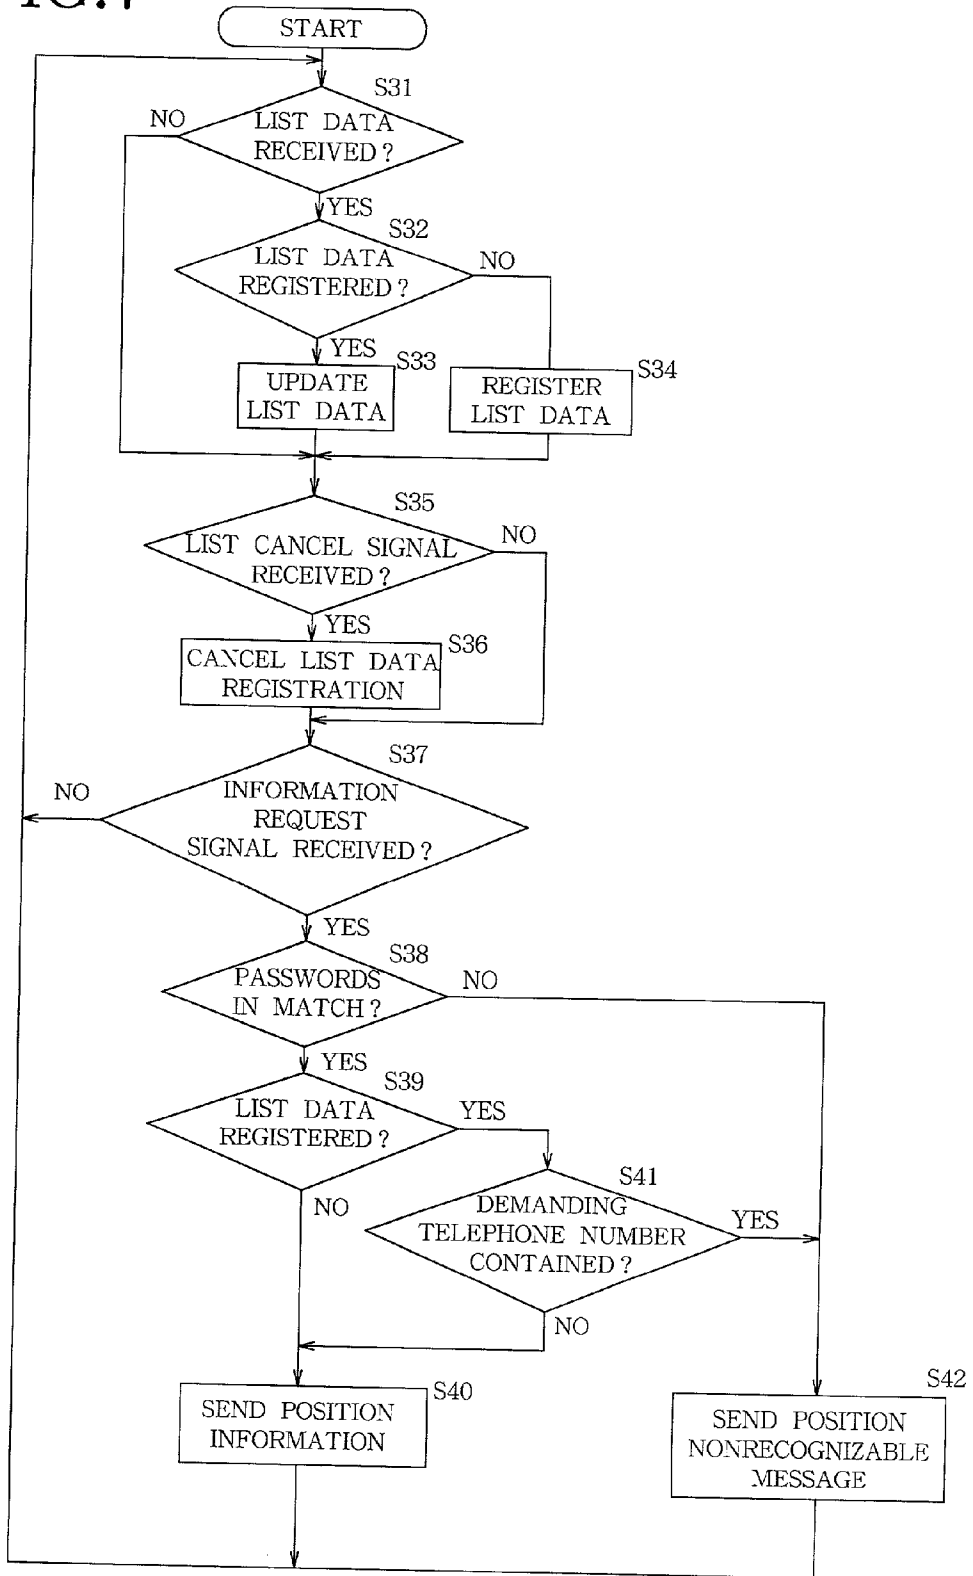 IG.7
START
S31
NO
LIST DATA
RECEIVED?
YES
S32
LIST DATA
REGISTERED?
NO
YES
S33
UPDATE
LIST DATA
S34
REGISTER
LIST DATA
S35
LIST CANCEL SIGNAL
RECEIVED?
NO
YES
S36
CANCEL LIST DATA
REGISTRATION
S37
NO
INFORMATION
REQUEST
SIGNAL RECEIVED?
YES
S38
PASSWORDS
IN MATCH?
NO
YES
S39
LIST DATA
REGISTERED?
YES
NO
S41
DEMANDING
TELEPHONE NUMBER
CONTAINED?
YES
NO
S40
SEND POSITION
INFORMATION
S42
SEND POSITION
NONRECOGNIZABLE
MESSAGE